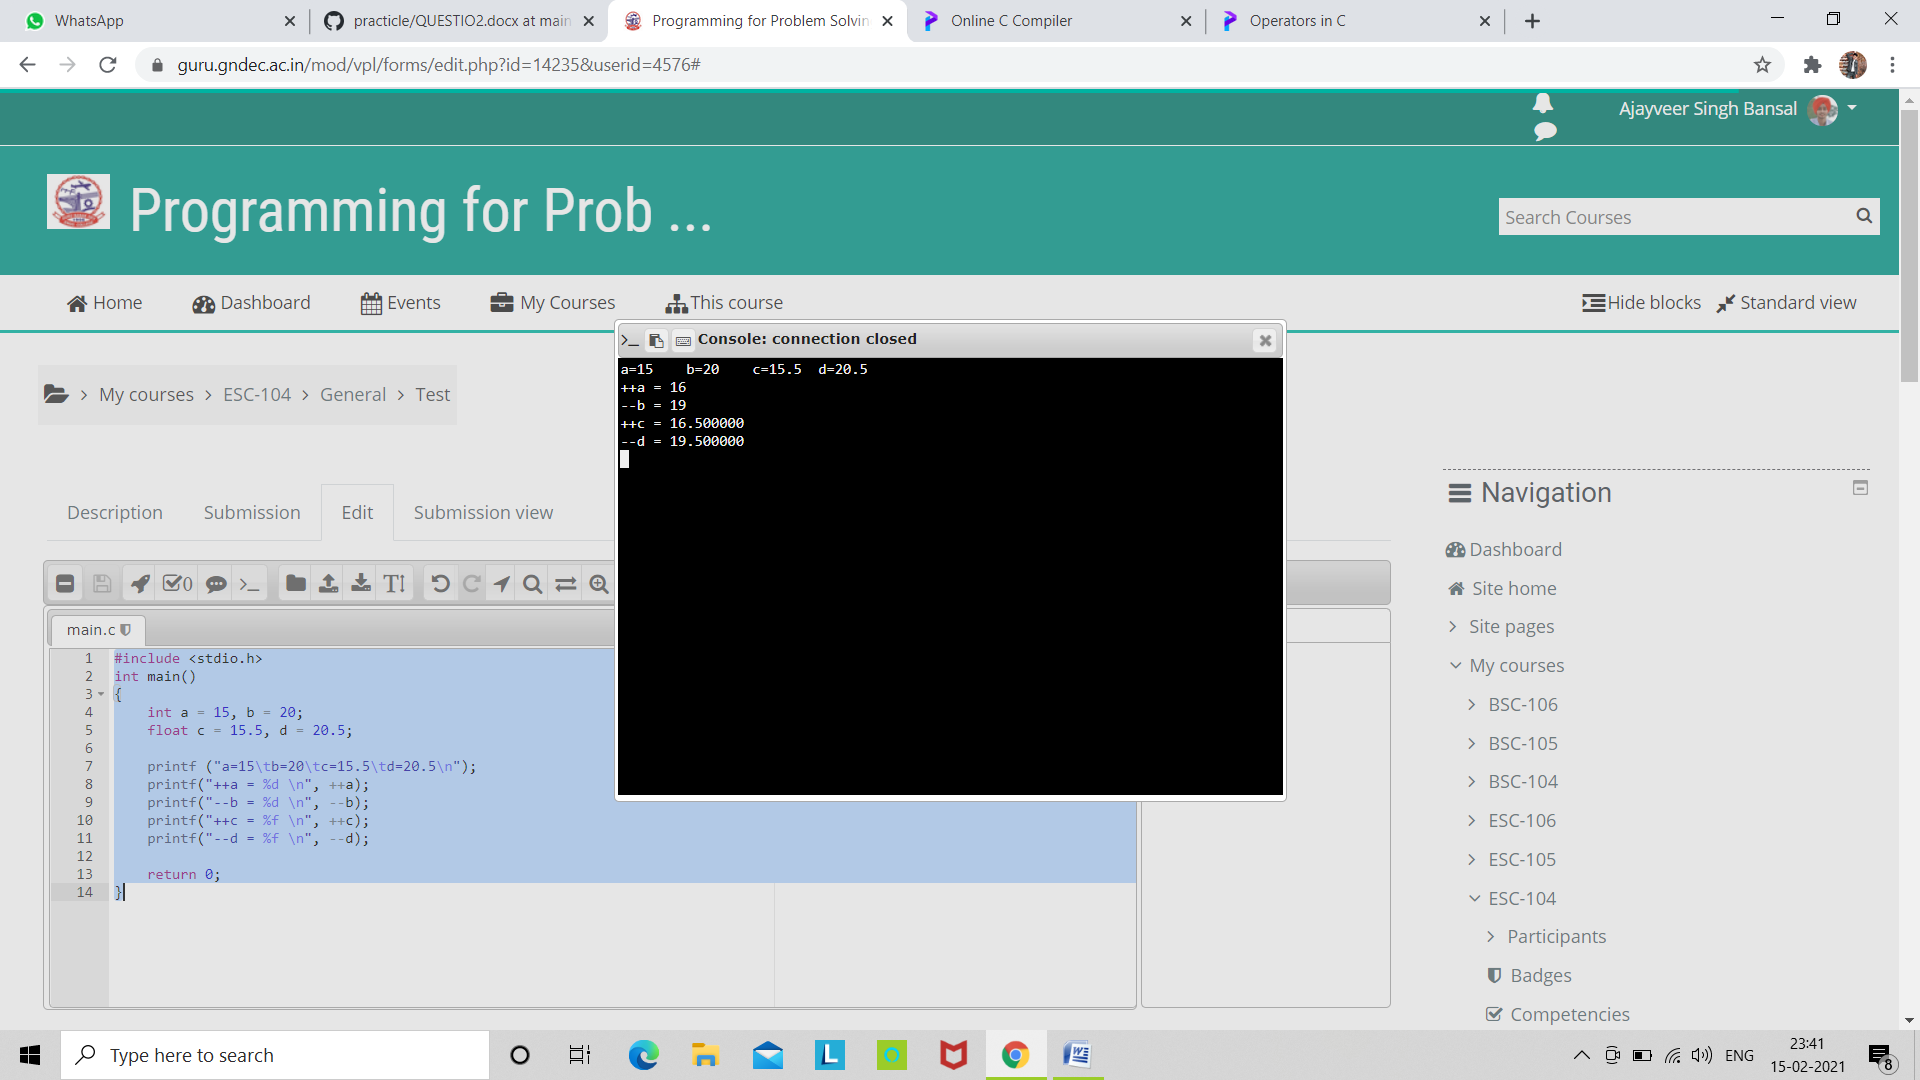 WhatsApp
practicle/QUESTIO2.docx at main
Programming for Problem Solvin
Online C Compiler
Operators in C
guru.gndec.ac.in/mod/vpl/forms/edit.php?id=14235&userid=4576#
Ajayveer Singh Bansal
Programming for Prob ...
Search Courses
Home
Dashboard
Events
My Courses
This course
Hide blocks
Standard view
My courses
ESC-104
General
Test
Description
Submission
Edit
Submission view
main.c
1 #include <stdio.h>
2 int main()
3 {
4 int a = 15, b = 20;
5 float c = 15.5, d = 20.5;
6
7 printf ("a=15\tb=20\tc=15.5\td=20.5\n");
8 printf("++a = %d \n", ++a);
9 printf("--b = %d \n", --b);
10 printf("++c = %f \n", ++c);
11 printf("--d = %f \n", --d);
12
13 return 0;
14 }
Console: connection closed
a=15 b=20 c=15.5 d=20.5
++a = 16
--b = 19
++c = 16.500000
--d = 19.500000
Navigation
Dashboard
Site home
Site pages
My courses
BSC-106
BSC-105
BSC-104
ESC-106
ESC-105
ESC-104
Participants
Badges
Competencies
Type here to search
ENG
23:41
15-02-2021
8